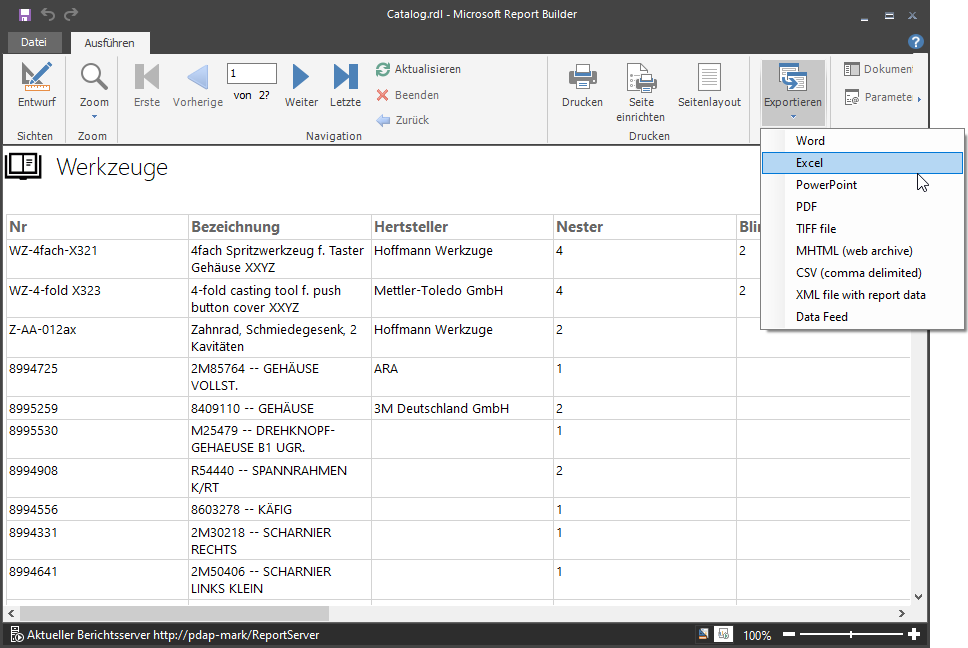 Catalog.rdl - Microsoft Report Builder
Datei
Ausführen
?
Entwurf
Zoom
Erste
Vorherige
1
von 2?
Weiter
Letzte
Aktualisieren
Beenden
Zurück
Drucken
Seite
einrichten
Seitenlayout
Exportieren
Dokument
Parameter
Sichten
Zoom
Navigation
Drucken
Word
Excel
PowerPoint
PDF
TIFF file
MHTML (web archive)
CSV (comma delimited)
XML file with report data
Data Feed
Werkzeuge
Nr Bezeichnung Hertsteller Nester Blin
WZ-4fach-X321 4fach Spritzwerkzeug f. Taster Hoffmann Werkzuge 4 2
Gehäuse XXYZ
WZ-4-fold X323 4-fold casting tool f. push Mettler-Toledo GmbH 4 2
button cover XXYZ
Z-AA-012ax Zahnrad, Schmiedegesenk, 2 Hoffmann Werkzuge 2
Kavitäten
8994725 2M85764 -- GEHÄUSE ARA 1
VOLLST.
8995259 8409110 -- GEHÄUSE 3M Deutschland GmbH 2
8995530 M25479 -- DREHKNOPF- 1
GEHAEUSE B1 UGR.
8994908 R54440 -- SPANNRAHMEN 2
K/RT
8994556 8603278 -- KÄFIG 1
8994331 2M30218 -- SCHARNIER 1
RECHTS
8994641 2M50406 -- SCHARNIER 1
LINKS KLEIN
Aktueller Berichtsserver http://pdap-mark/ReportServer
100%